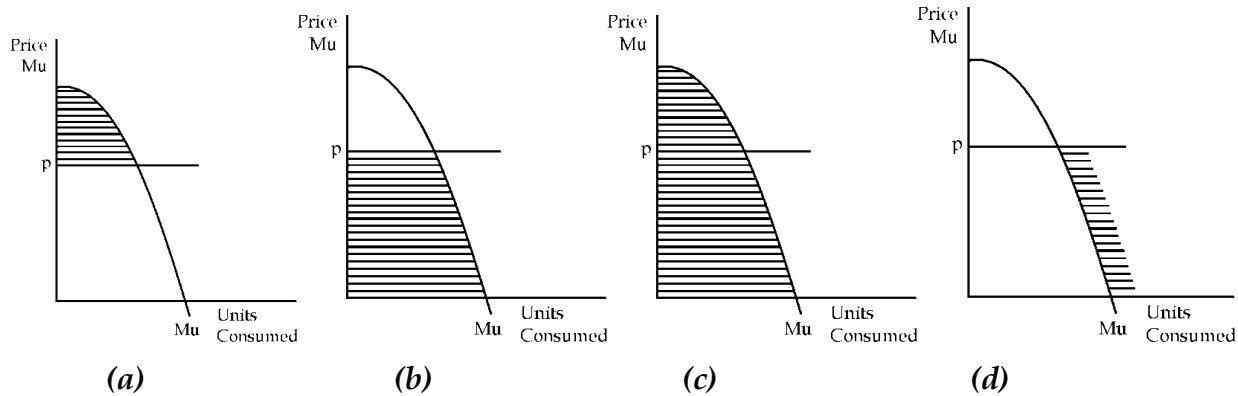 Price
Mu
p
Mu
Units
Consumed
(a)
Price
Mu
p
Mu
Units
Consumed
(b)
Price
Mu
p
Mu
Units
Consumed
(c)
Price
Mu
p
Mu
Units
Consumed
(d)